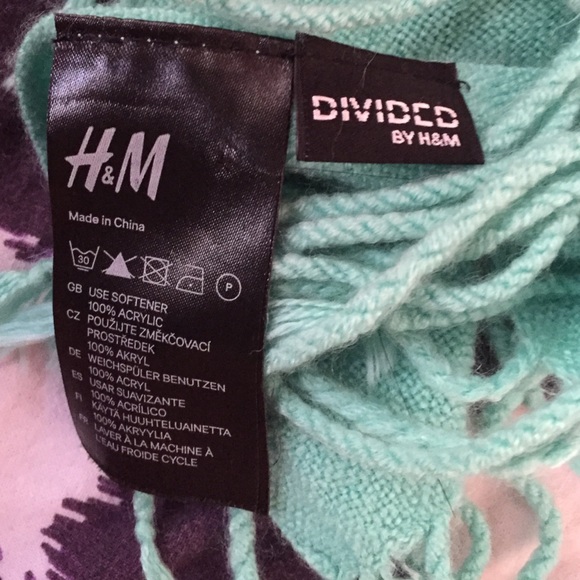 H&M
Made in China
30
P
GB USE SOFTENER
100% ACRYLIC
CZ POUŽIJTE ZMĚKČOVACÍ
PROSTŘEDEK
100% AKRYL
DE WEICHSPÜLER BENUTZEN
100% ACRYL
ES USAR SUAVIZANTE
100% ACRÍLICO
FI KÄYTÄ HUUHTELUAINETTA
100% AKRYYLIA
FR LAVER À LA MACHINE À
L'EAU FROIDE CYCLE
DIVIDED
BY H&M